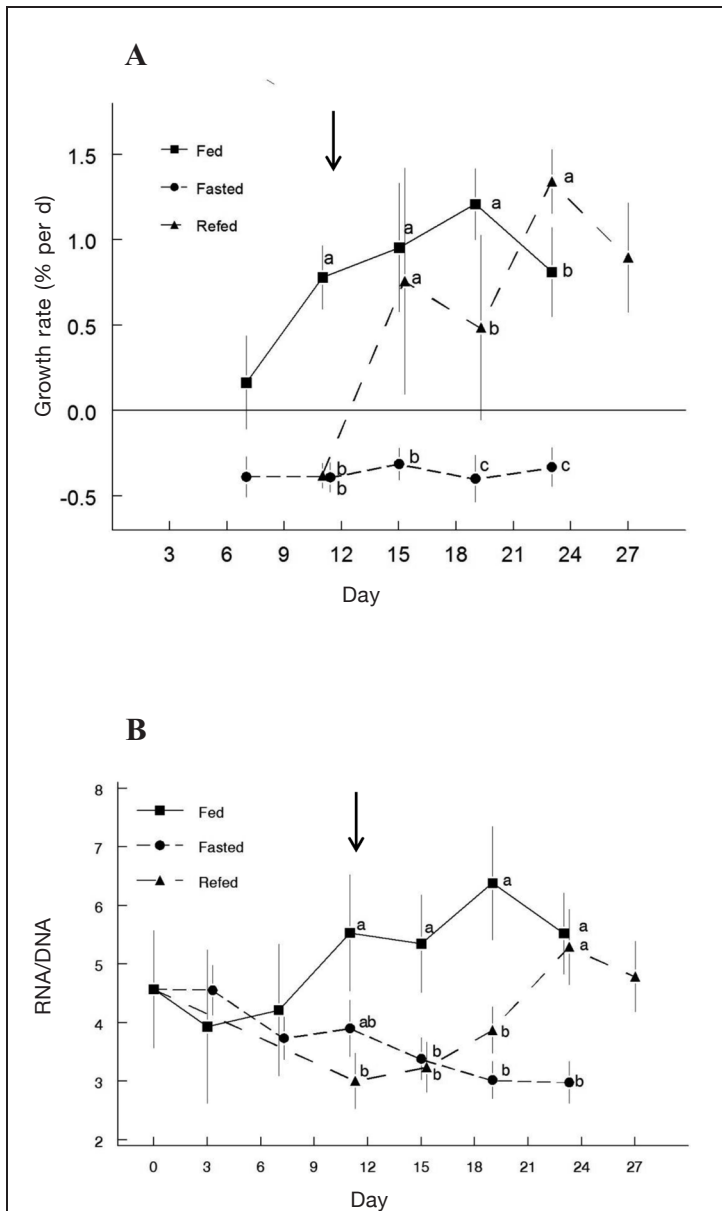 A
Fed
Fasted
Refed
Growth rate (% per d)
1.5
1.0
0.5
0.0
-0.5
a
a
a
a
b
a
b
b
b
b
c
c
3 6 9 12 15 18 21 24 27
Day
B
Fed
Fasted
Refed
RNA/DNA
8
7
6
5
4
3
2
a
a
a
a
a
ab
b
b
b
b
b
b
0 3 6 9 12 15 18 21 24 27
Day